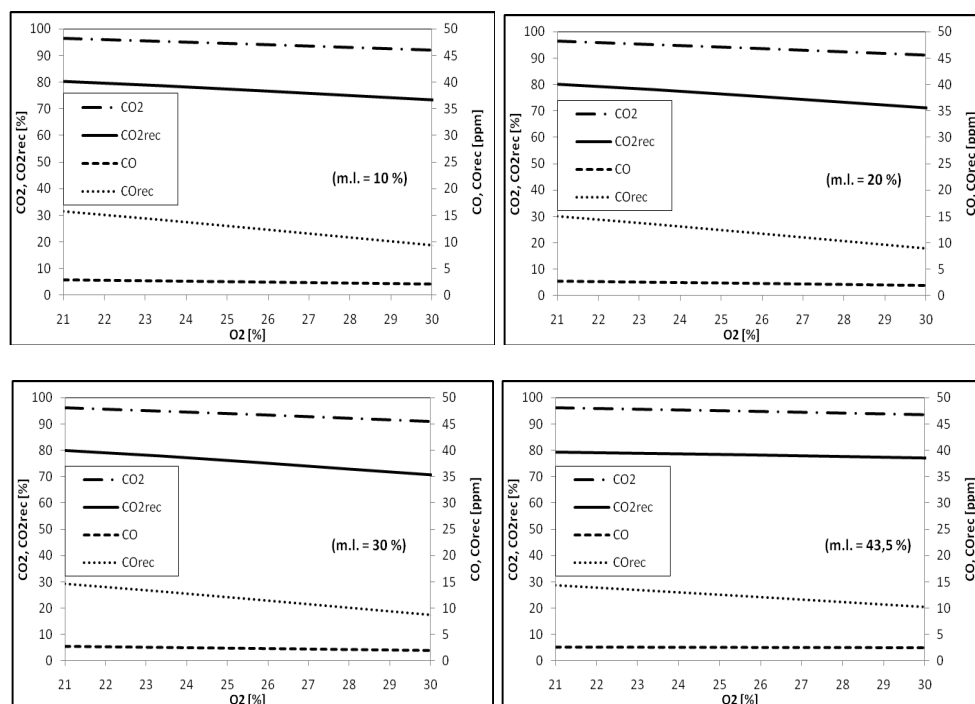 CO2, CO2rec [%]
100
90
80
70
60
50
40
30
20
10
0
CO2
CO2rec
CO
COrec
(m.l. = 10 %)
50
45
40
35
30
25
20
15
10
5
0
CO, COrec [ppm]
21 22 23 24 25 26 27 28 29 30
O2 [%]
CO2, CO2rec [%]
100
90
80
70
60
50
40
30
20
10
0
CO2
CO2rec
CO
COrec
(m.l. = 20 %)
50
45
40
35
30
25
20
15
10
5
0
CO, COrec [ppm]
21 22 23 24 25 26 27 28 29 30
O2 [%]
CO2, CO2rec [%]
100
90
80
70
60
50
40
30
20
10
0
CO2
CO2rec
CO
COrec
(m.l. = 30 %)
50
45
40
35
30
25
20
15
10
5
0
CO, COrec [ppm]
21 22 23 24 25 26 27 28 29 30
O2 [%]
CO2, CO2rec [%]
100
90
80
70
60
50
40
30
20
10
0
CO2
CO2rec
CO
COrec
(m.l. = 43,5 %)
50
45
40
35
30
25
20
15
10
5
0
CO, COrec [ppm]
21 22 23 24 25 26 27 28 29 30
O2 [%]